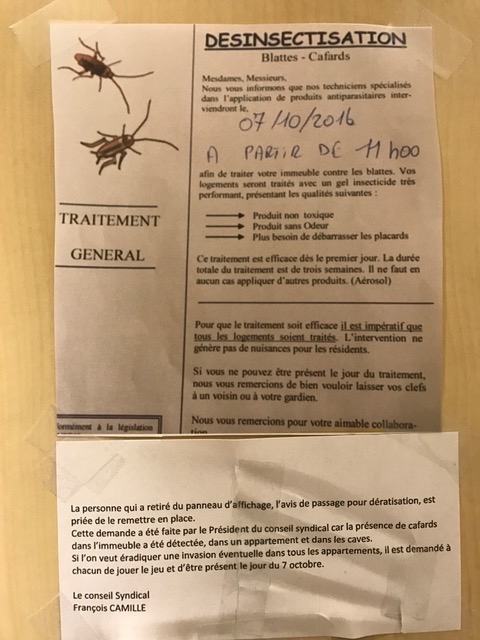 DESINSECTISATION
Blattes - Cafards
Mesdames, Messieurs,
Nous vous informons que nos techniciens spécialisés
dans l'application de produits antiparasitaires inter-
viendront le,
07/10/2016
A PARTIR DE 11h00
afin de traiter votre immeuble contre les blattes. Vos
logements seront traités avec un gel insecticide très
performant, présentant les qualités suivantes :
Produit non toxique
Produit sans Odeur
Plus besoin de débarrasser les placards
TRAITEMENT
GENERAL
Ce traitement est efficace dès le premier jour. La durée
totale du traitement est de trois semaines. Il ne faut en
aucun cas appliquer d'autres produits. (Aérosol)
Pour que le traitement soit efficace il est impératif que
tous les logements soient traités. L'intervention ne
génère pas de nuisances pour les résidents.
Si vous ne pouvez être présent le jour du traitement,
nous vous remercions de bien vouloir laisser vos clefs
à un voisin ou à votre gardien.
Nous vous remercions pour votre aimable collabora-
tion
ormément à la législation
La personne qui a retiré du panneau d'affichage, l'avis de passage pour dératisation, est
priée de le remettre en place.
Cette demande a été faite par le Président du conseil syndical car la présence de cafards
dans l'immeuble a été détectée, dans un appartement et dans les caves.
Si l'on veut éradiquer une invasion éventuelle dans tous les appartements, il est demandé à
chacun de jouer le jeu et d'être présent le jour du 7 octobre.
Le conseil Syndical
François CAMILLE